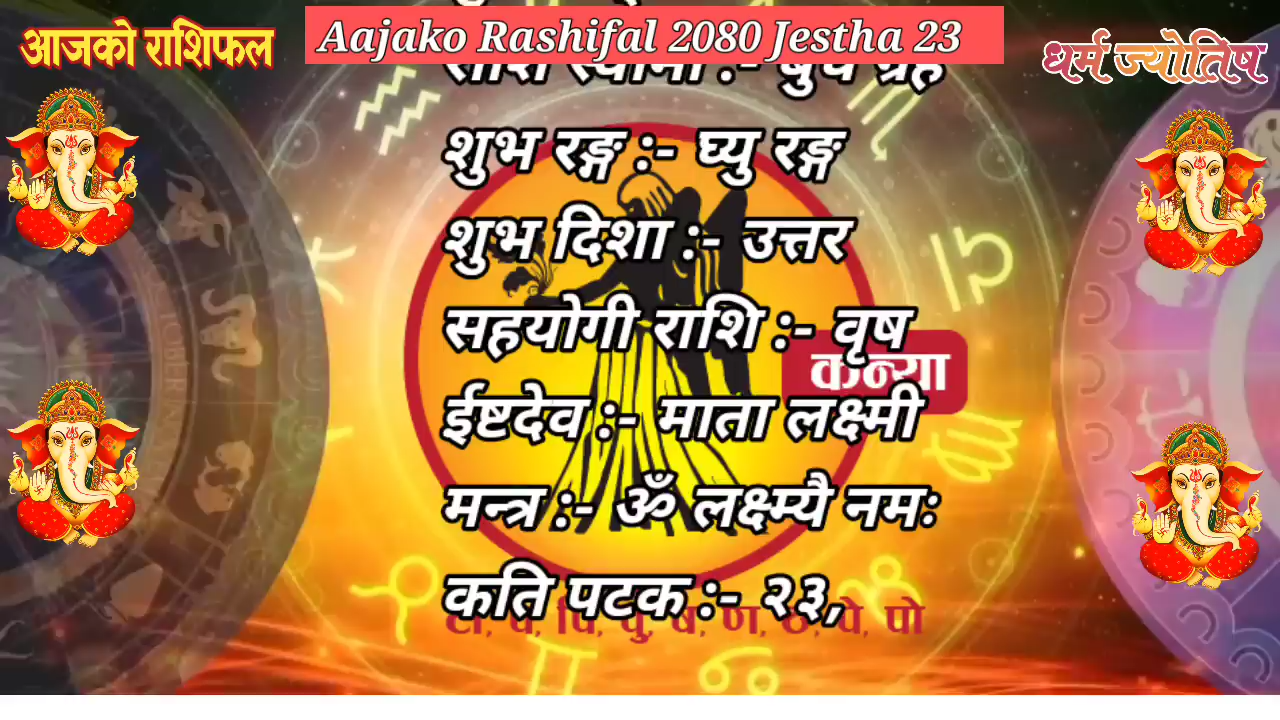 आजको राशिफल
Aajako Rashifal 2080 Jestha 23
धर्म ज्योतिष
राशि स्वामी :- बुध ग्रह
शुभ रङ्ग :- घ्यु रङ्ग
शुभ दिशा :- उत्तर
सहयोगी राशि :- वृष
कन्या
ईष्टदेव :- माता लक्ष्मी
मन्त्र :- ॐ लक्ष्म्यै नमः
कति पटक :- २३,
टो, प, पि, पु, ष, ण, ठ, पे, पो